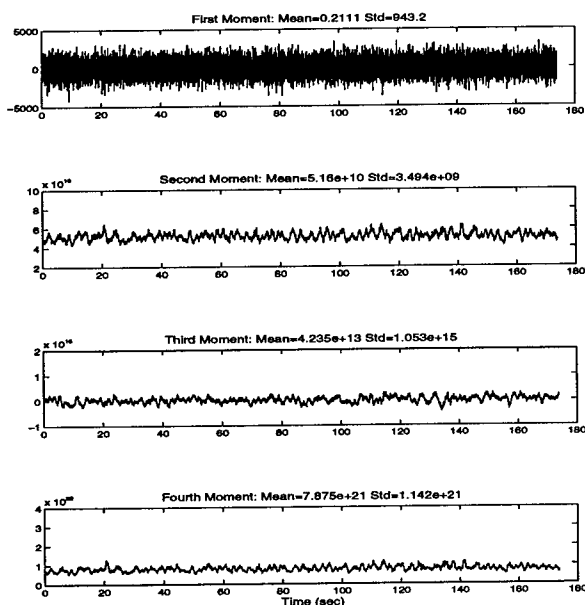 First Moment: Mean=0.2111 Std=943.2
5000
0
−5000
0 20 40 60 80 100 120 140 160 180
Second Moment: Mean=5.16e+10 Std=3.494e+09
10
8
6
4
2
0 20 40 60 80 100 120 140 160 180
Third Moment: Mean=4.235e+13 Std=1.053e+15
2
1
0
−1
0 20 40 60 80 100 120 140 160 180
Fourth Moment: Mean=7.875e+21 Std=1.142e+21
4
3
2
1
0
0 20 40 60 80 100 120 140 160 180
Time (sec)